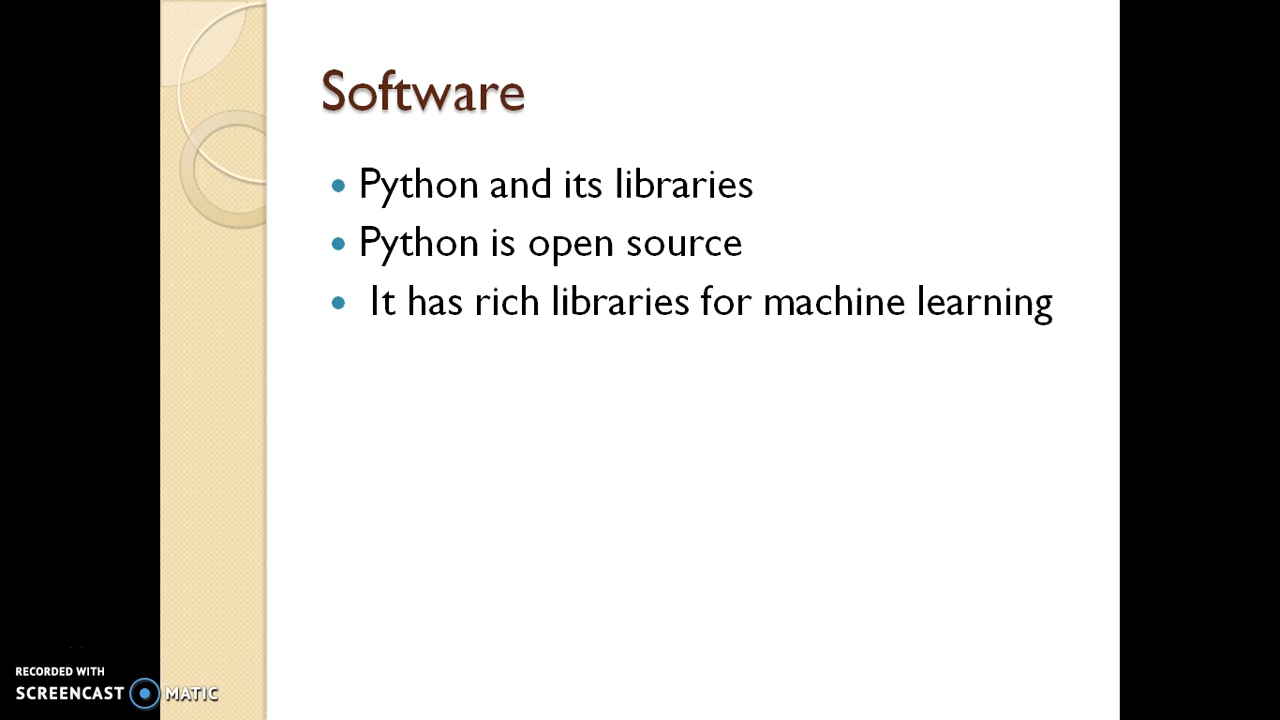 Software
Python and its libraries
Python is open source
It has rich libraries for machine learning
RECORDED WITH
SCREENCAST MATIC